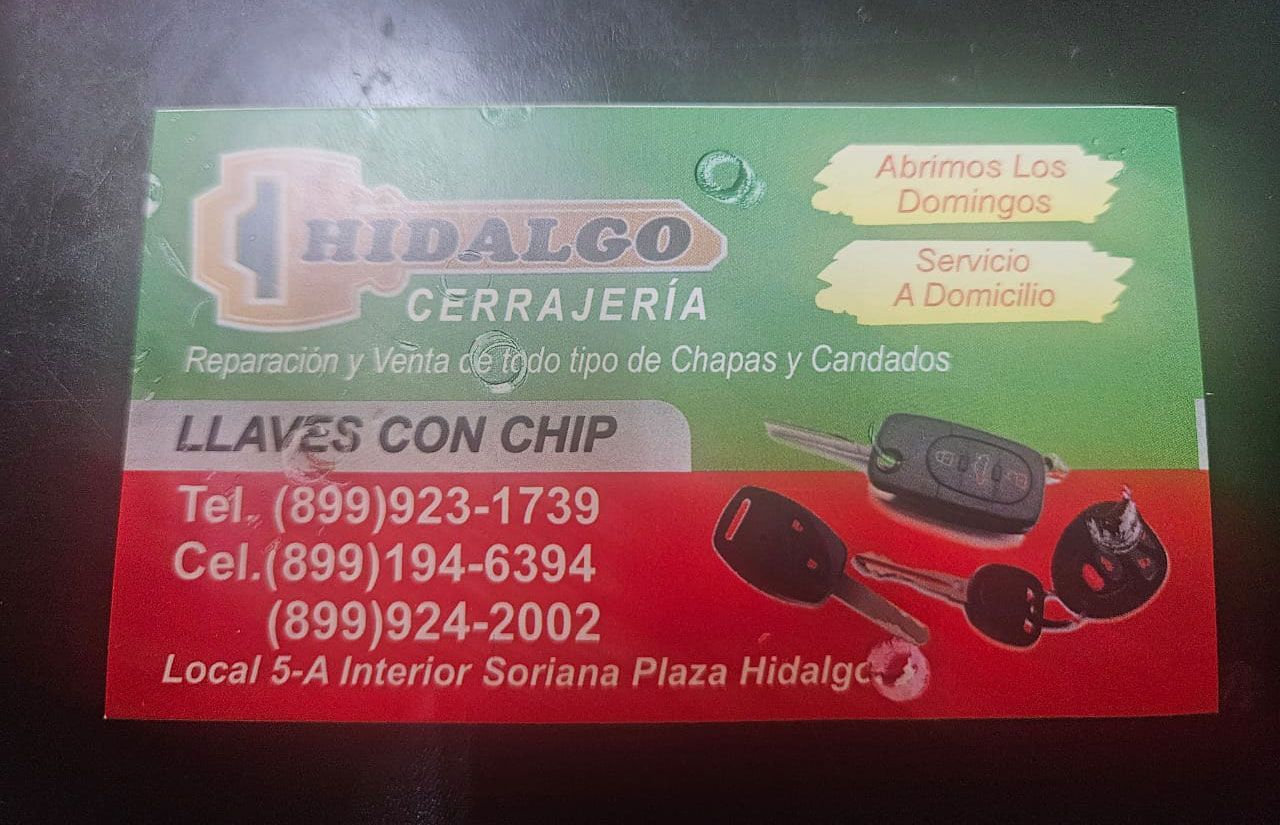 HIDALGO
CERRAJERÍA
Abrimos Los
Domingos
Servicio
A Domicilio
Reparación y Venta de todo tipo de Chapas y Candados
LLAVES CON CHIP
Tel. (899)923-1739
Cel.(899)194-6394
(899)924-2002
Local 5-A Interior Soriana Plaza Hidalgo